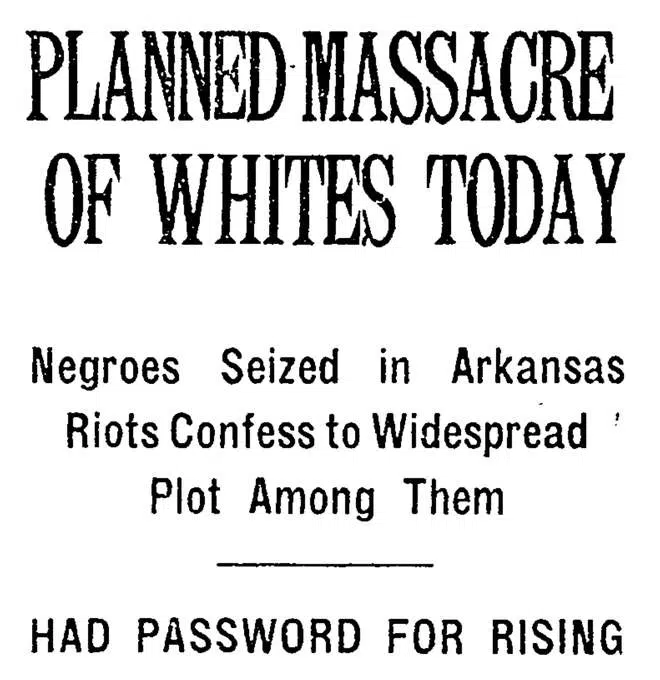 PLANNED MASSACRE
OF WHITES TODAY
Negroes Seized in Arkansas
Riots Confess to Widespread
Plot Among Them
HAD PASSWORD FOR RISING